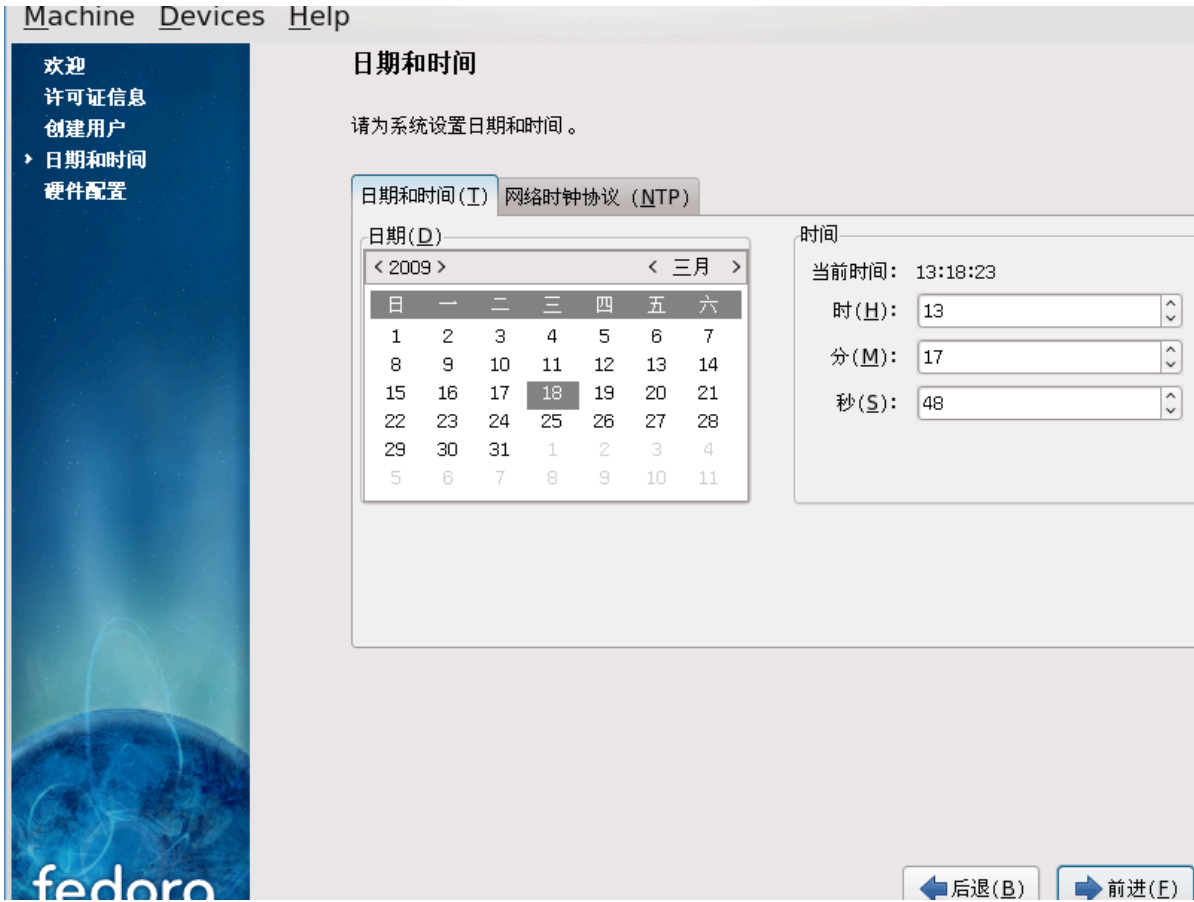 Machine Devices Help
欢迎
许可证信息
创建用户
日期和时间
硬件配置
日期和时间
请为系统设置日期和时间。
日期和时间(T) 网络时钟协议 (NTP)
日期(D)
< 2009 > < 三月 >
日 一 二 三 四 五 六
1 2 3 4 5 6 7
8 9 10 11 12 13 14
15 16 17 18 19 20 21
22 23 24 25 26 27 28
29 30 31 1 2 3 4
5 6 7 8 9 10 11
时间
当前时间: 13:18:23
时(H): 13
分(M): 17
秒(S): 48
fedora
后退(B) 前进(F)